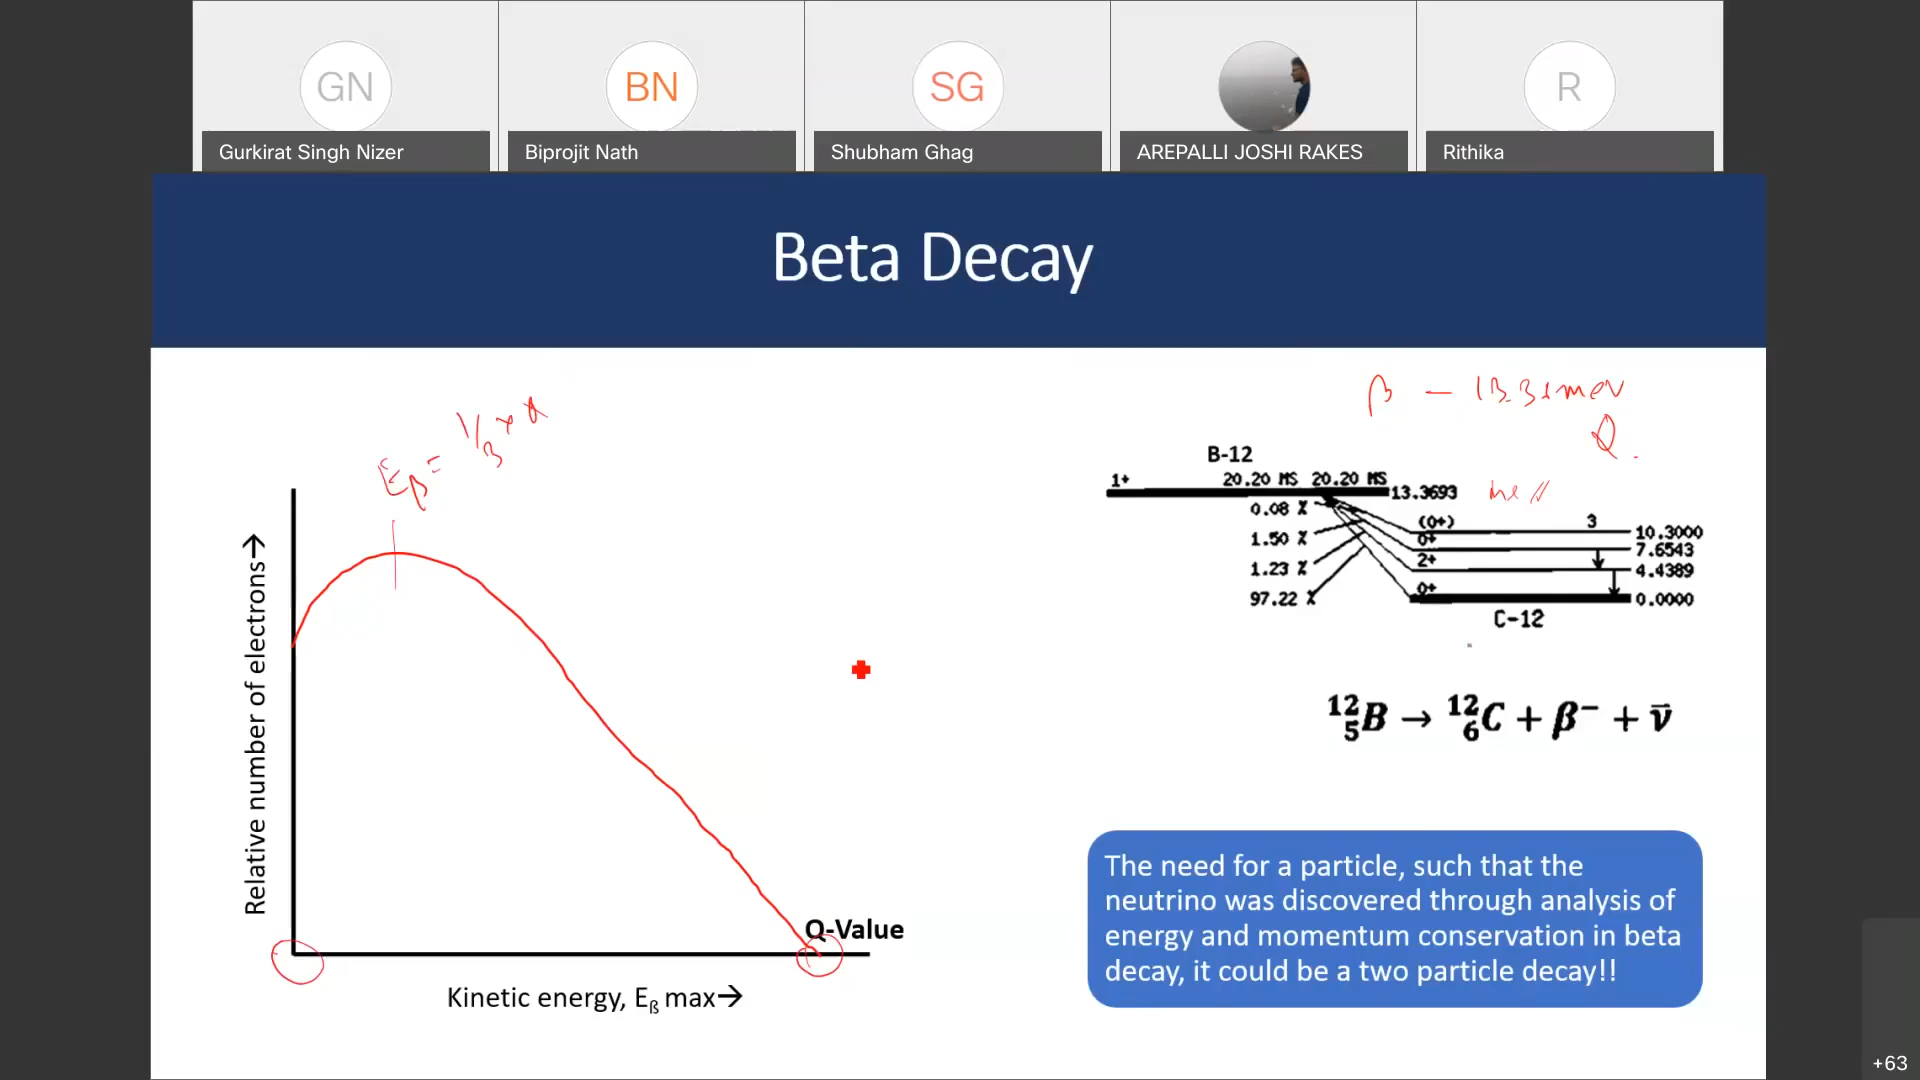 GN
BN
SG
R
Gurkirat Singh Nizer
Biprojit Nath
Shubham Ghag
AREPALLI JOSHI RAKES
Rithika
Beta Decay
Eβ = 1/3 ×
Relative number of electrons→
Q-Value
Kinetic energy, Eß max→
β –
Q.
B-12
1+
20.20 MS 20.20 MS
13.3693
0.08 %
1.50 %
1.23 %
97.22 %
(0+) 3 10.3000
0+ 7.6543
2+ 4.4389
0+ 0.0000
C-12
¹²₅B → ¹²₆C + β⁻ + ν̄
The need for a particle, such that the
neutrino was discovered through analysis of
energy and momentum conservation in beta
decay, it could be a two particle decay!!
+63